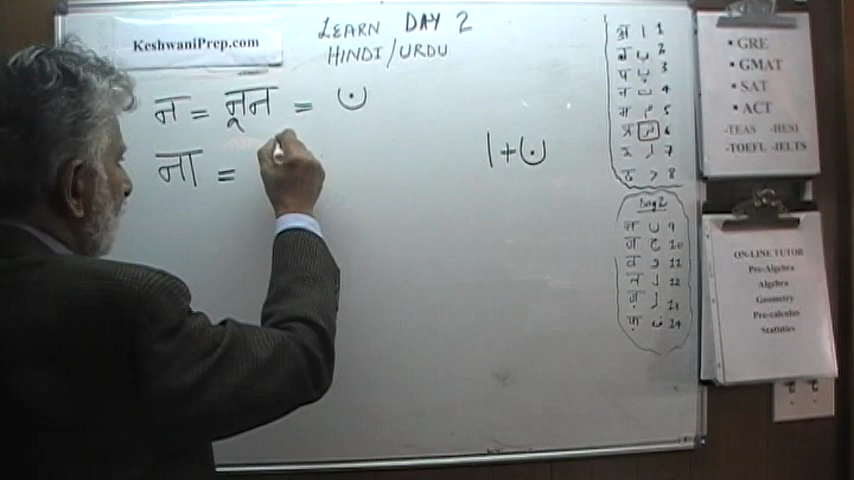 KeshwaniPrep.com
LEARN DAY 2
HINDI/URDU
न = नून = ن
ना =
ا + ن
अ ا 1
ब ب 2
प پ 3
4
म م 5
6
7
द د 8
Day 2
न ن 9
ज ج 10
व و 11
ल ل 12
ज़ ز 13
फ़ ف 14
• GRE
• GMAT
• SAT
• ACT
-TEAS -HESI
-TOEFL -IELTS
ON-LINE TUTOR
Pre-Algebra
Algebra
Geometry
Pre-calculus
Statistics